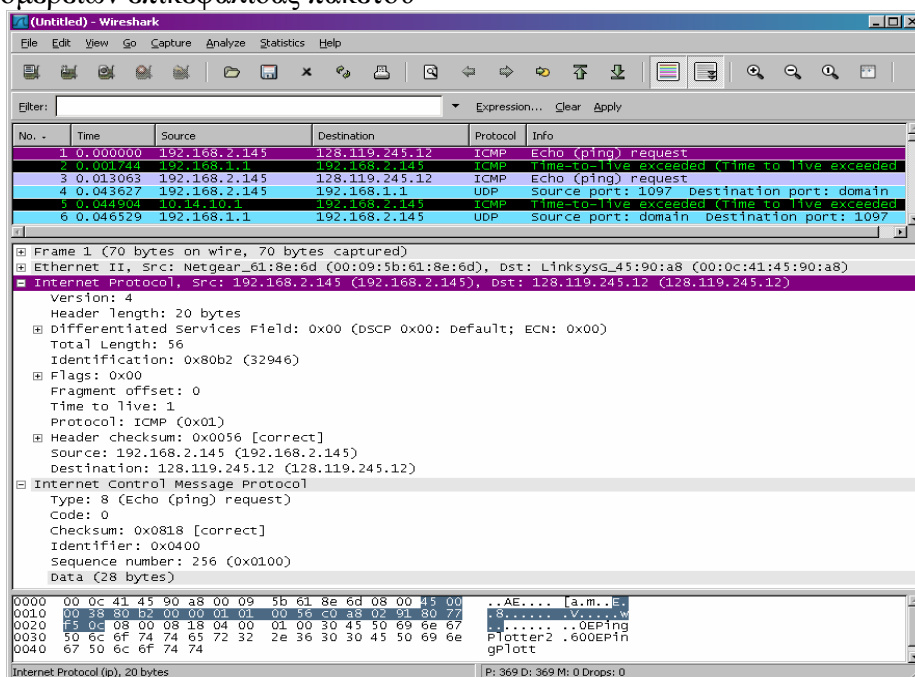 ομερειών επικεφαλίδας πακέτου
(Untitled) - Wireshark
File Edit View Go Capture Analyze Statistics Help
Filter: Expression... Clear Apply
No. Time Source Destination Protocol Info
1 0.000000 192.168.2.145 128.119.245.12 ICMP Echo (ping) request
2 0.001744 192.168.1.1 192.168.2.145 ICMP Time-to-live exceeded (Time to live exceeded
3 0.013063 192.168.2.145 128.119.245.12 ICMP Echo (ping) request
4 0.043627 192.168.2.145 192.168.1.1 UDP Source port: 1097 Destination port: domain
5 0.044904 10.14.10.1 192.168.2.145 ICMP Time-to-live exceeded (Time to live exceeded
6 0.046529 192.168.1.1 192.168.2.145 UDP Source port: domain Destination port: 1097
Frame 1 (70 bytes on wire, 70 bytes captured)
Ethernet II, Src: Netgear_61:8e:6d (00:09:5b:61:8e:6d), Dst: LinksysG_45:90:a8 (00:0c:41:45:90:a8)
Internet Protocol, Src: 192.168.2.145 (192.168.2.145), Dst: 128.119.245.12 (128.119.245.12)
Version: 4
Header length: 20 bytes
Differentiated Services Field: 0x00 (DSCP 0x00: Default; ECN: 0x00)
Total Length: 56
Identification: 0x80b2 (32946)
Flags: 0x00
Fragment offset: 0
Time to live: 1
Protocol: ICMP (0x01)
Header checksum: 0x0056 [correct]
Source: 192.168.2.145 (192.168.2.145)
Destination: 128.119.245.12 (128.119.245.12)
Internet Control Message Protocol
Type: 8 (Echo (ping) request)
Code: 0
Checksum: 0x0818 [correct]
Identifier: 0x0400
Sequence number: 256 (0x0100)
Data (28 bytes)
0000 00 0c 41 45 90 a8 00 09 5b 61 8e 6d 08 00 45 00 ..AE.... [a.m..E.
0010 00 38 80 b2 00 00 01 01 00 56 c0 a8 02 91 80 77 .8...... .V.....w
0020 f5 0c 08 00 08 18 04 00 01 00 30 45 50 69 6e 67 ........ ..0EPing
0030 50 6c 6f 74 74 65 72 32 2e 36 30 30 45 50 69 6e Plotter2 .600EPin
0040 67 50 6c 6f 74 74 gPlott
Internet Protocol (ip), 20 bytes P: 369 D: 369 M: 0 Drops: 0